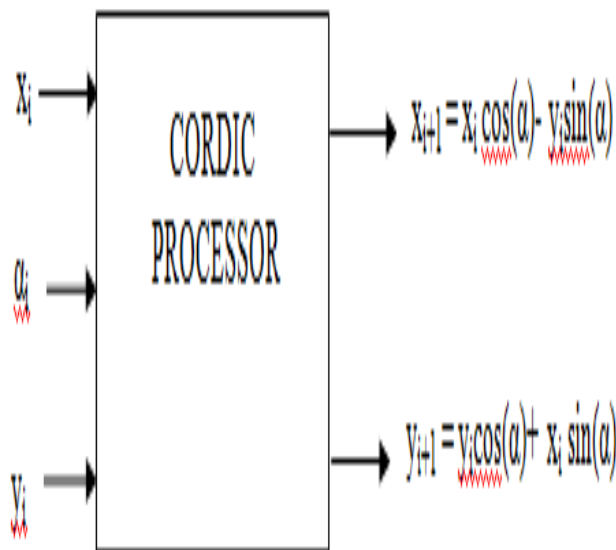 xᵢ
αᵢ
yᵢ
CORDIC
PROCESSOR
xᵢ₊₁ = xᵢ cos(α)- yᵢsin(α)
yᵢ₊₁ = yᵢcos(α)+ xᵢ sin(α)